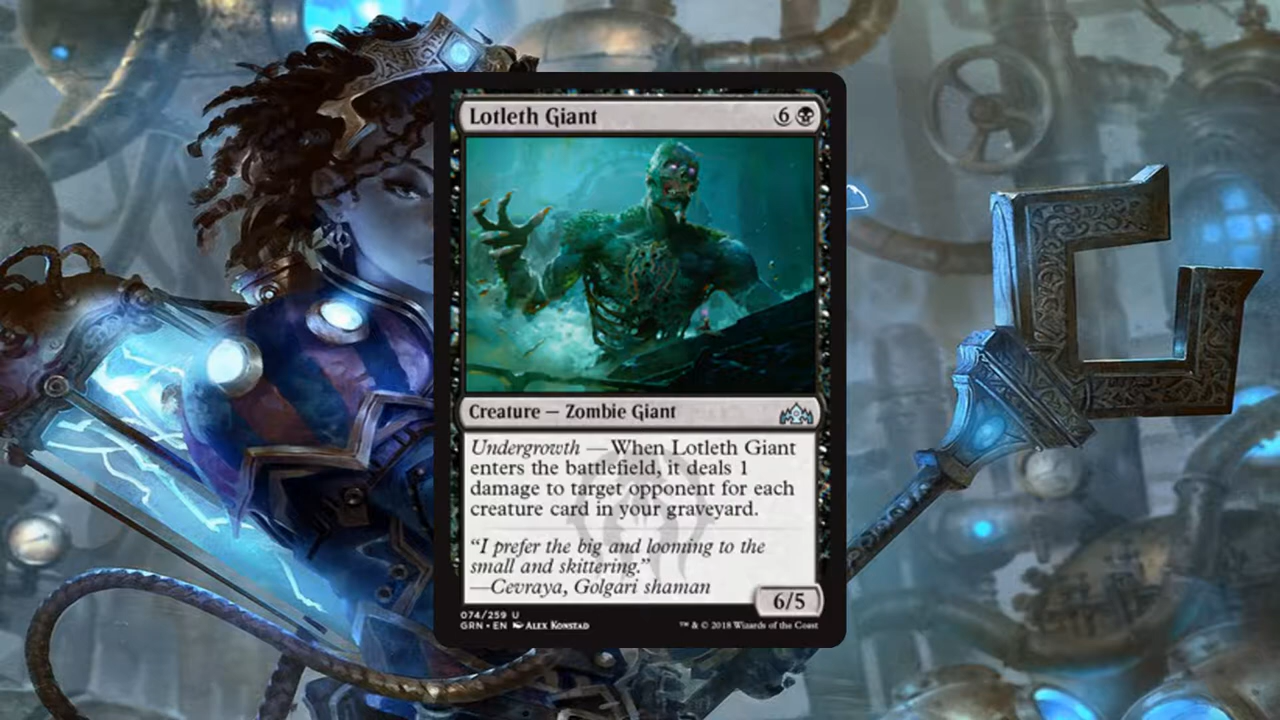 Lotleth Giant 6
Creature — Zombie Giant
Undergrowth — When Lotleth Giant
enters the battlefield, it deals 1
damage to target opponent for each
creature card in your graveyard.
“I prefer the big and looming to the
small and skittering.”
—Cevraya, Golgari shaman
6/5
074/259 U
GRN • EN Alex Konstad
™ & © 2018 Wizards of the Coast